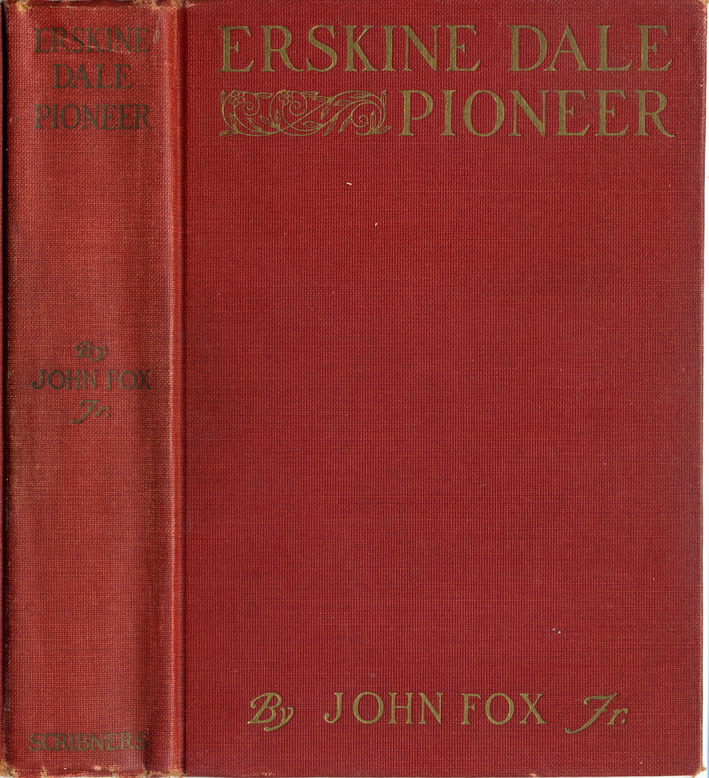 ERSKINE
DALE
PIONEER
By
JOHN FOX
Jr.
SCRIBNERS
ERSKINE DALE
PIONEER
By JOHN FOX Jr.